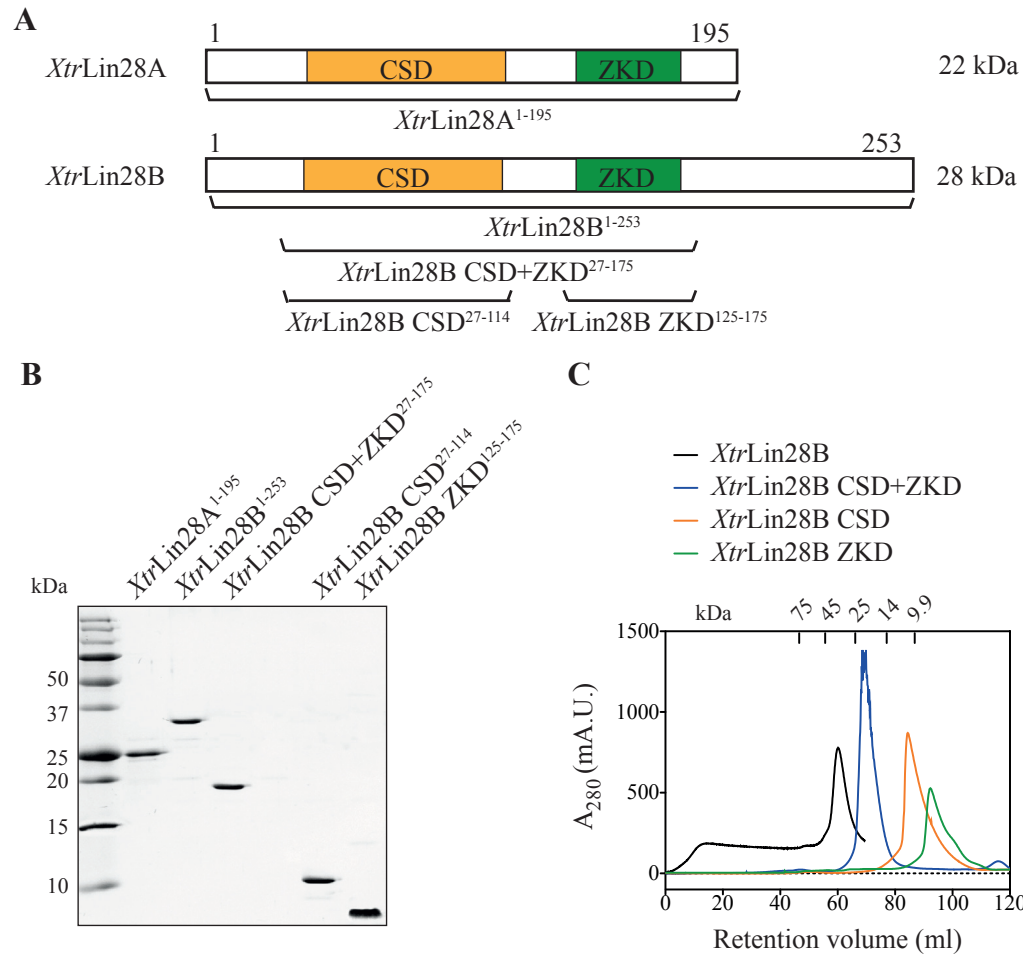 A
1 195
XtrLin28A CSD ZKD 22 kDa
XtrLin28A¹⁻¹⁹⁵
1 253
XtrLin28B CSD ZKD 28 kDa
XtrLin28B¹⁻²⁵³
XtrLin28B CSD+ZKD²⁷⁻¹⁷⁵
XtrLin28B CSD²⁷⁻¹¹⁴ XtrLin28B ZKD¹²⁵⁻¹⁷⁵
B
XtrLin28A¹⁻¹⁹⁵
XtrLin28B¹⁻²⁵³
XtrLin28B CSD+ZKD²⁷⁻¹⁷⁵
XtrLin28B CSD²⁷⁻¹¹⁴
XtrLin28B ZKD¹²⁵⁻¹⁷⁵
kDa
50
37
25
20
15
10
C
XtrLin28B
XtrLin28B CSD+ZKD
XtrLin28B CSD
XtrLin28B ZKD
kDa 75 45 25 14 9.9
1500
1000
500
0
A₂₈₀ (mA.U.)
0 20 40 60 80 100 120
Retention volume (ml)